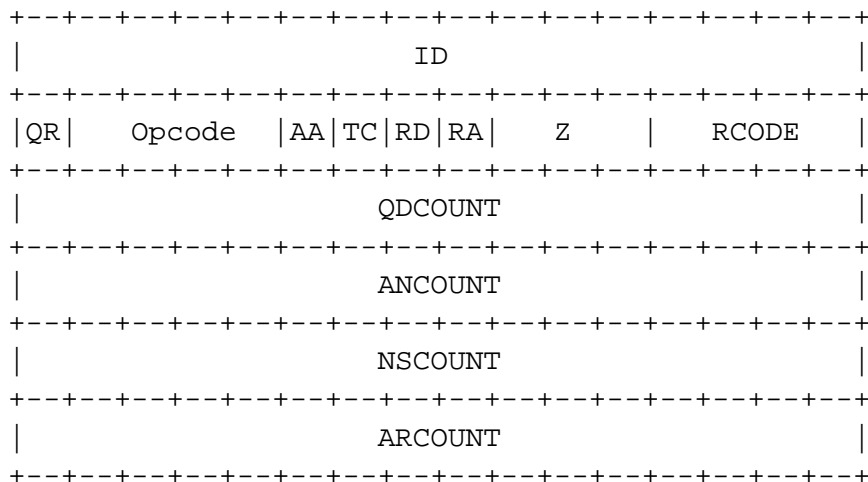 +--+--+--+--+--+--+--+--+--+--+--+--+--+--+--+--+
|                      ID                       |
+--+--+--+--+--+--+--+--+--+--+--+--+--+--+--+--+
|QR|   Opcode  |AA|TC|RD|RA|   Z    |   RCODE   |
+--+--+--+--+--+--+--+--+--+--+--+--+--+--+--+--+
|                    QDCOUNT                    |
+--+--+--+--+--+--+--+--+--+--+--+--+--+--+--+--+
|                    ANCOUNT                    |
+--+--+--+--+--+--+--+--+--+--+--+--+--+--+--+--+
|                    NSCOUNT                    |
+--+--+--+--+--+--+--+--+--+--+--+--+--+--+--+--+
|                    ARCOUNT                    |
+--+--+--+--+--+--+--+--+--+--+--+--+--+--+--+--+